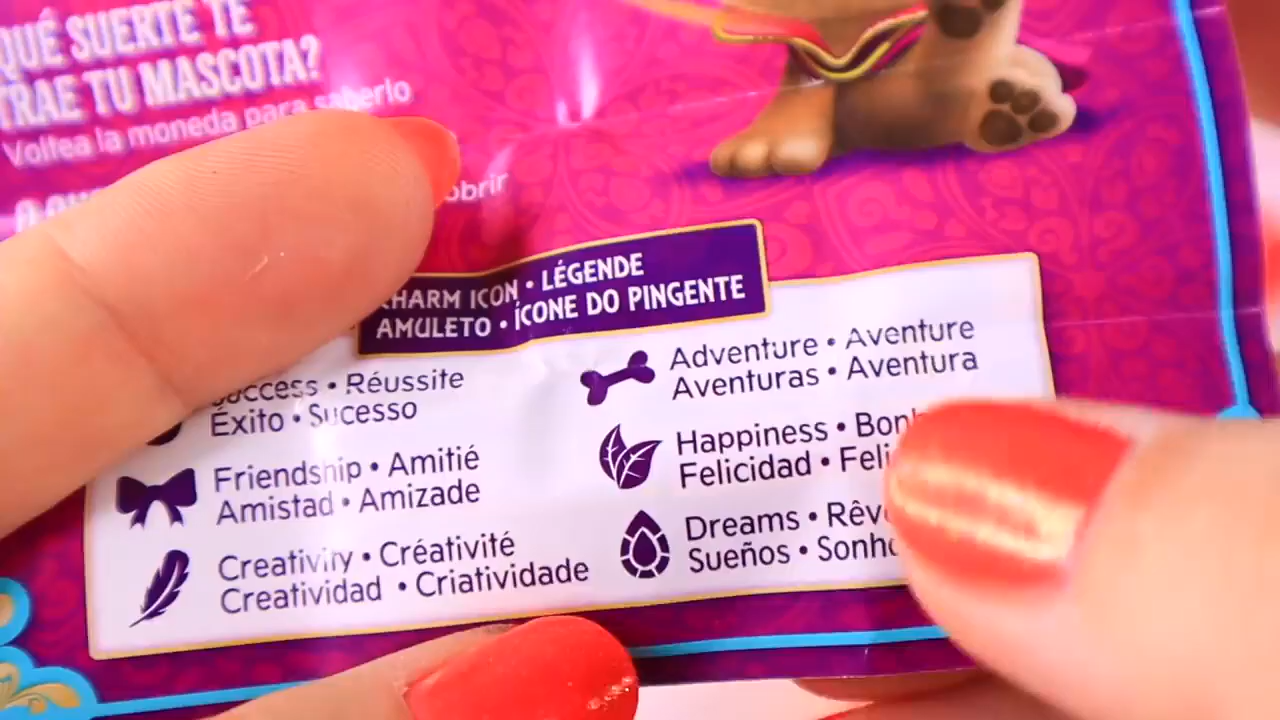 QUÉ SUERTE TE
TRAE TU MASCOTA?
Voltea la moneda para saberlo
CHARM ICON • LÉGENDE
AMULETO • ÍCONE DO PINGENTE
Success • Réussite
Éxito • Sucesso
Friendship • Amitié
Amistad • Amizade
Creativity • Créativité
Creatividad • Criatividade
Adventure • Aventure
Aventuras • Aventura
Happiness •
Felicidad •
Dreams •
Sueños •